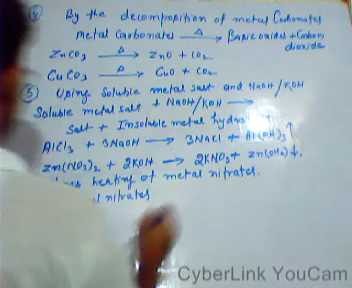 ④ By the decomposition of metal Carbonates
metal Carbonates —Δ→ Basic oxides + Carbon dioxide
ZnCO3 —Δ→ ZnO + CO2
CuCO3 —Δ→ CuO + CO2
⑤ Using Soluble metal salt and NaOH/KOH
Soluble metal salt + NaOH/KOH →
Salt + Insoluble metal hydro
AlCl3 + 3NaOH → 3NaCl + Al(OH)3↑
Zn(NO3)2 + 2KOH → 2KNO3 + Zn(OH)2↓.
heating of metal nitrates.
nitrates
CyberLink YouCam